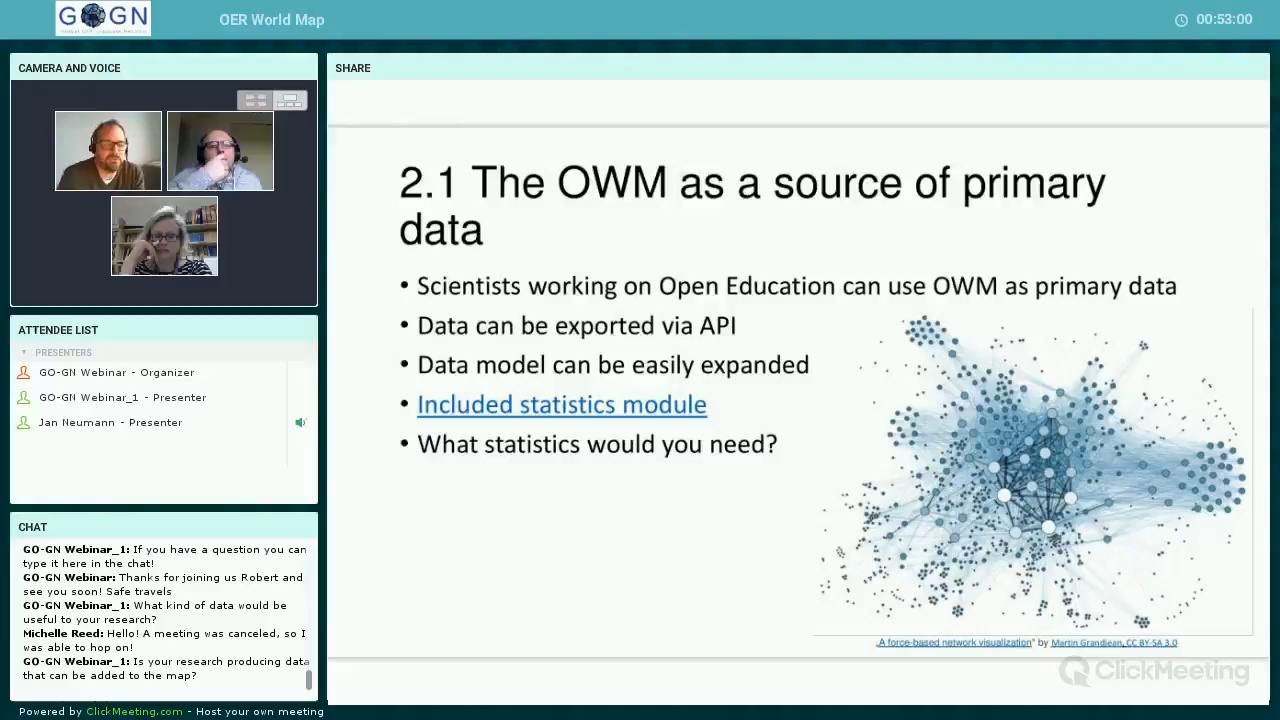 GOGN
OER World Map
00:53:00
CAMERA AND VOICE
ATTENDEE LIST
PRESENTERS
GO-GN Webinar - Organizer
GO-GN Webinar_1 - Presenter
Jan Neumann - Presenter
CHAT
GO-GN Webinar_1: If you have a question you can
type it here in the chat!
GO-GN Webinar: Thanks for joining us Robert and
see you soon! Safe travels
GO-GN Webinar_1: What kind of data would be
useful to your research?
Michelle Reed: Hello! A meeting was canceled, so I
was able to hop on!
GO-GN Webinar_1: Is your research producing data
that can be added to the map?
SHARE
2.1 The OWM as a source of primary
data
• Scientists working on Open Education can use OWM as primary data
• Data can be exported via API
• Data model can be easily expanded
• Included statistics module
• What statistics would you need?
„A force-based network visualization" by Martin Grandjean, CC BY-SA 3.0
ClickMeeting
Powered by ClickMeeting.com - Host your own meeting